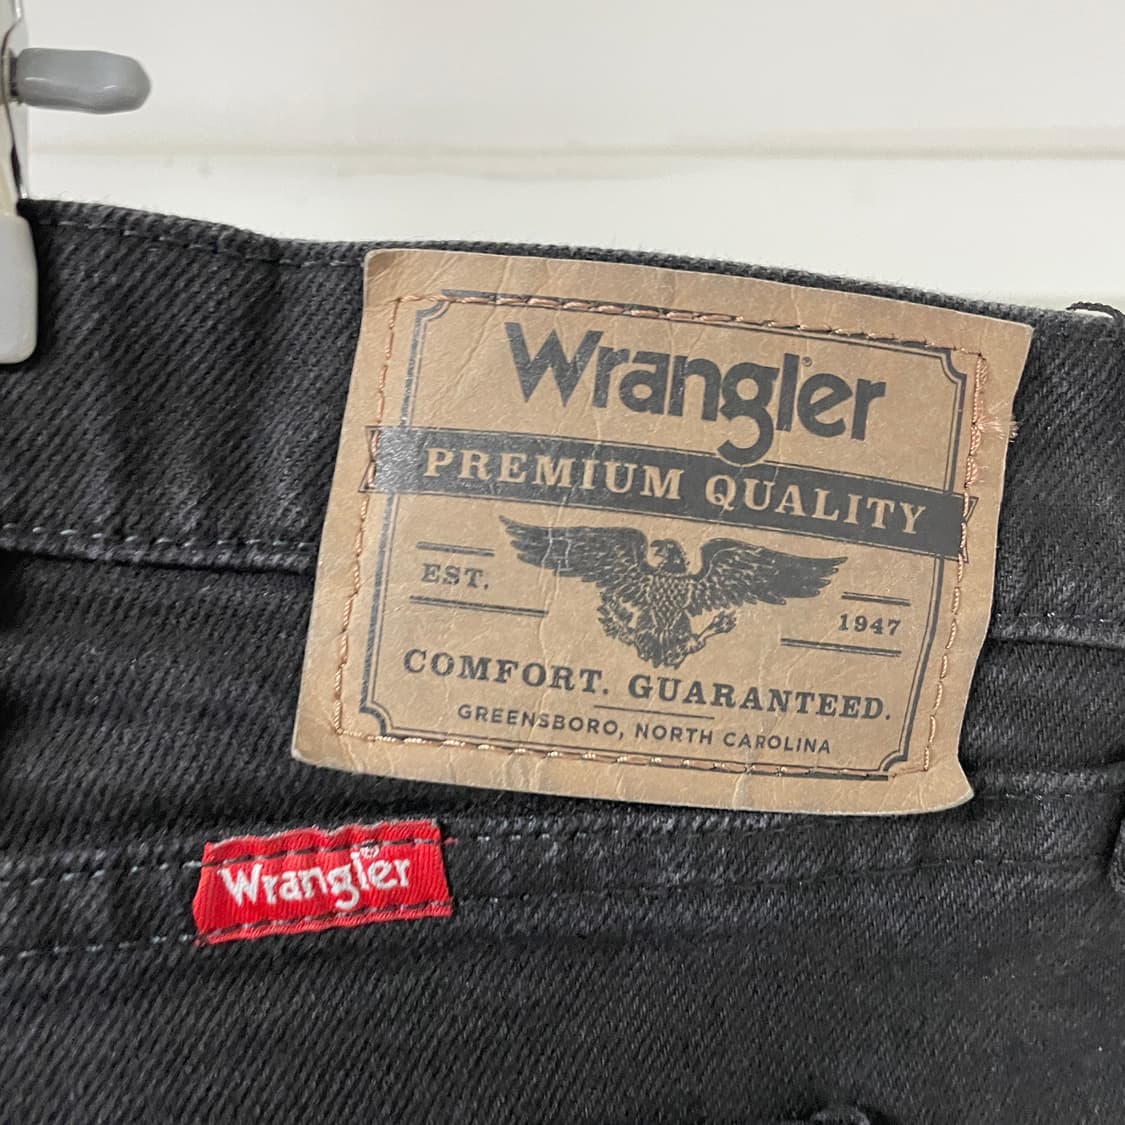 Wrangler
PREMIUM QUALITY
EST. 1947
COMFORT. GUARANTEED.
GREENSBORO, NORTH CAROLINA
Wrangler®